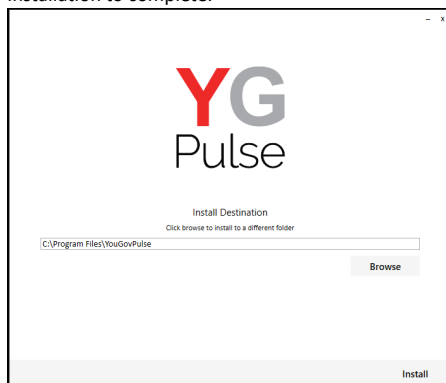 installation to complete.
– x
YG
Pulse
Install Destination
Click browse to install to a different folder
C:\Program Files\YouGovPulse
Browse
Install